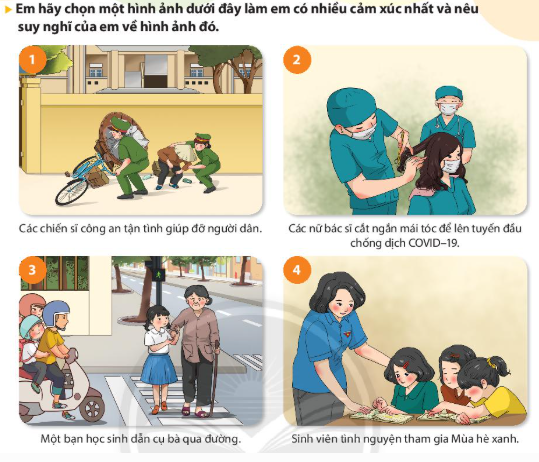 Em hãy chọn một hình ảnh dưới đây làm em có nhiều cảm xúc nhất và nêu
suy nghĩ của em về hình ảnh đó.
1
2
Các chiến sĩ công an tận tình giúp đỡ người dân.
Các nữ bác sĩ cắt ngắn mái tóc để lên tuyến đầu
chống dịch COVID–19.
3
4
Một bạn học sinh dẫn cụ bà qua đường.
Sinh viên tình nguyện tham gia Mùa hè xanh.